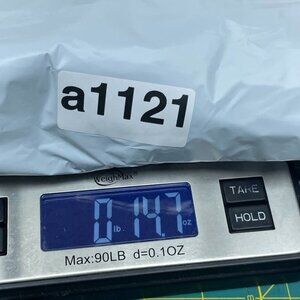 a1121
WeighMax
TARE
0 lb. 14.7 oz
HOLD
Max:90LB d=0.1OZ